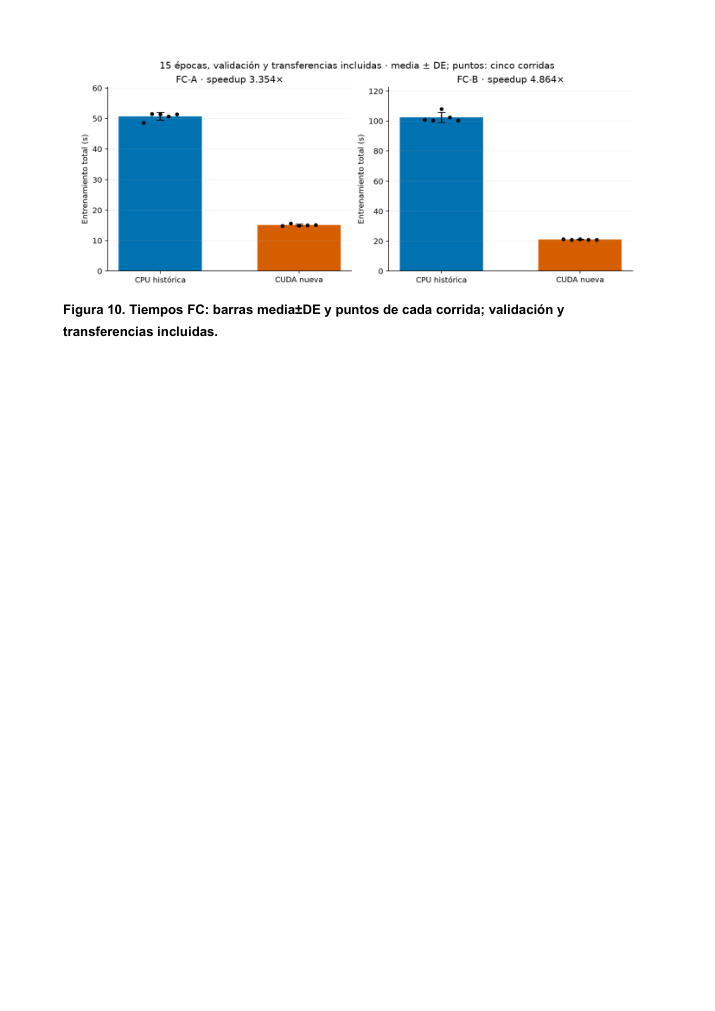 15 épocas, validación y transferencias incluidas · media ± DE; puntos: cinco corridas
FC-A · speedup 3.354×
Entrenamiento total (s)
60
50
40
30
20
10
0
CPU histórica
CUDA nueva
FC-B · speedup 4.864×
Entrenamiento total (s)
120
100
80
60
40
20
0
CPU histórica
CUDA nueva
Figura 10. Tiempos FC: barras media±DE y puntos de cada corrida; validación y
transferencias incluidas.